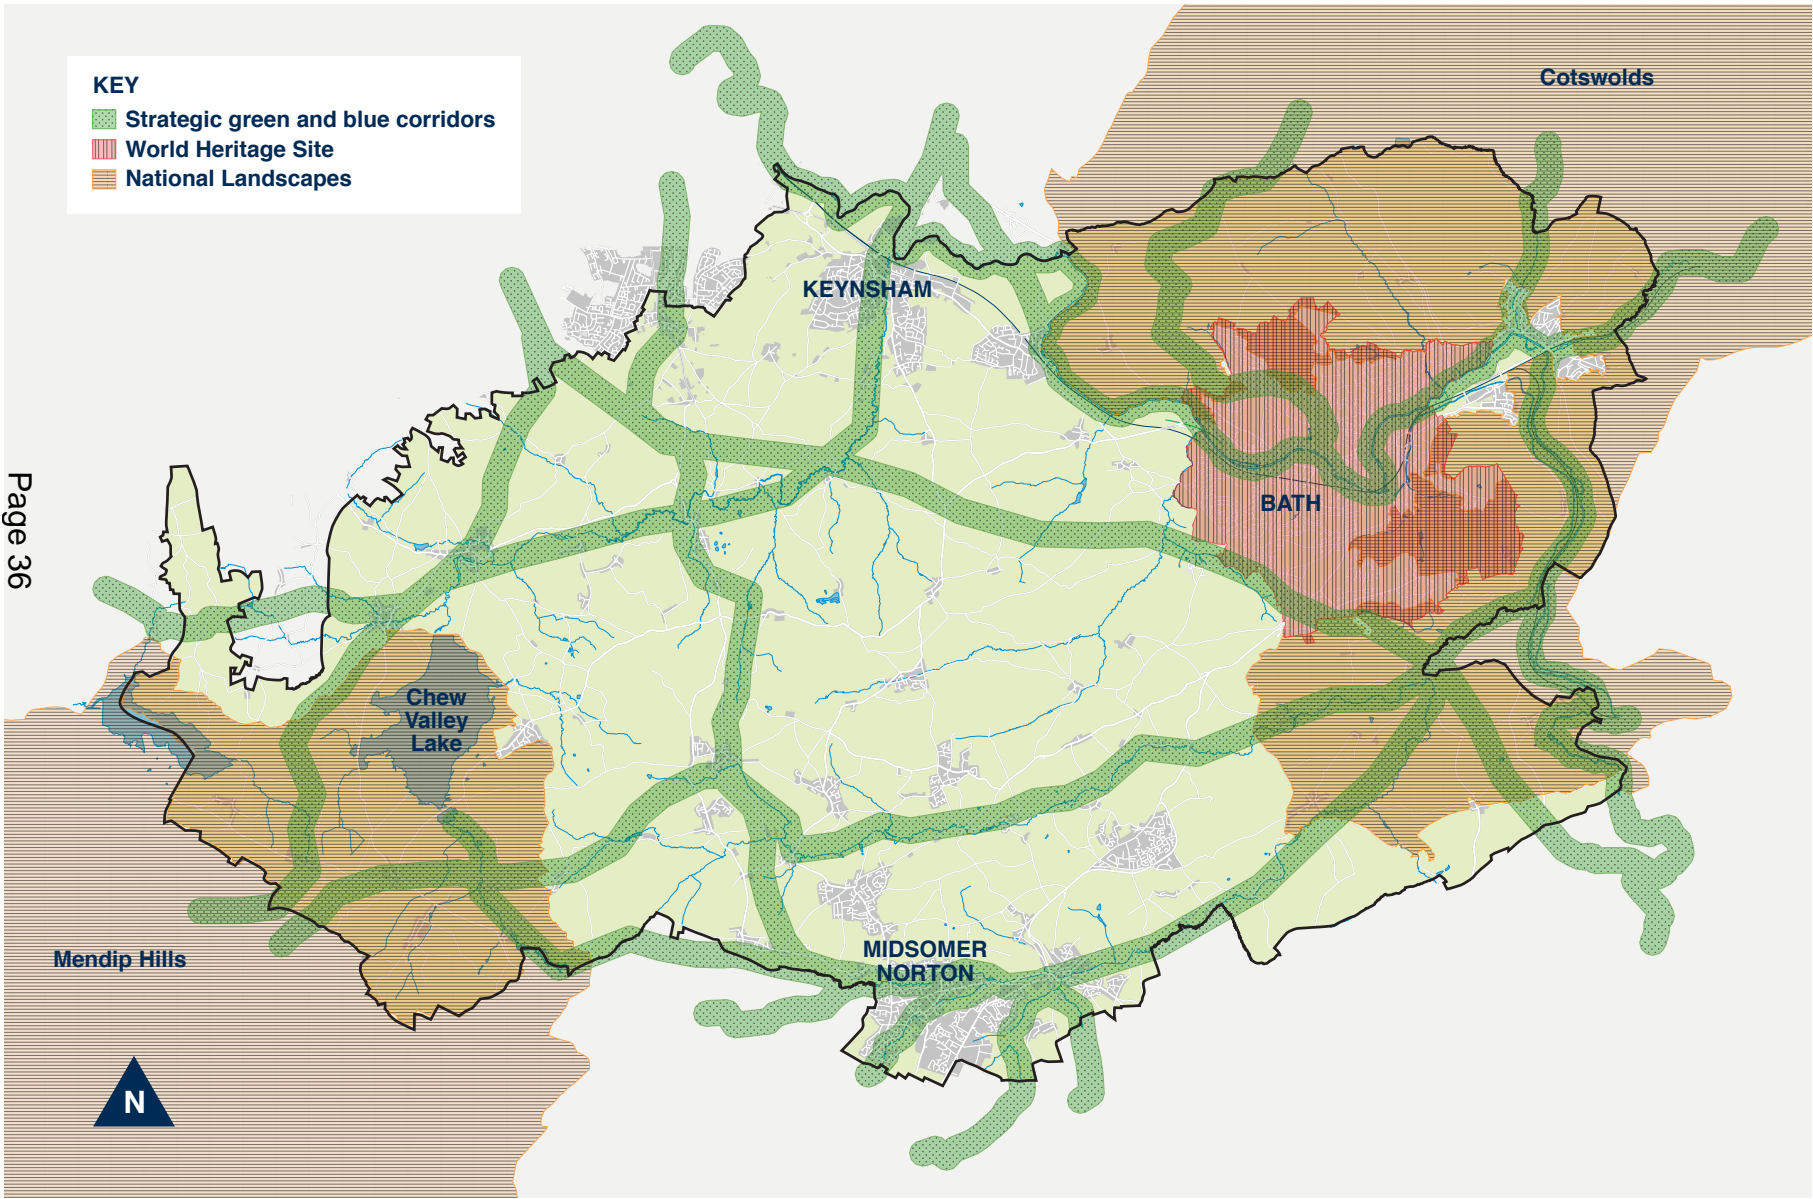 KEY
Strategic green and blue corridors
World Heritage Site
National Landscapes
Cotswolds
KEYNSHAM
BATH
Chew
Valley
Lake
Mendip Hills
MIDSOMER
NORTON
N
Page 36